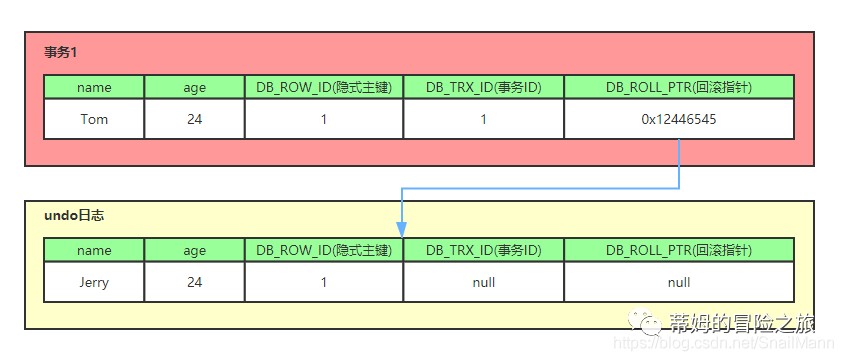 事务1
name age DB_ROW_ID(隐式主键) DB_TRX_ID(事务ID) DB_ROLL_PTR(回滚指针)
Tom 24 1 1 0x12446545
undo日志
name age DB_ROW_ID(隐式主键) DB_TRX_ID(事务ID) DB_ROLL_PTR(回滚指针)
Jerry 24 1 null null
蒂姆的冒险之旅
https://blog.csdn.net/SnailMann